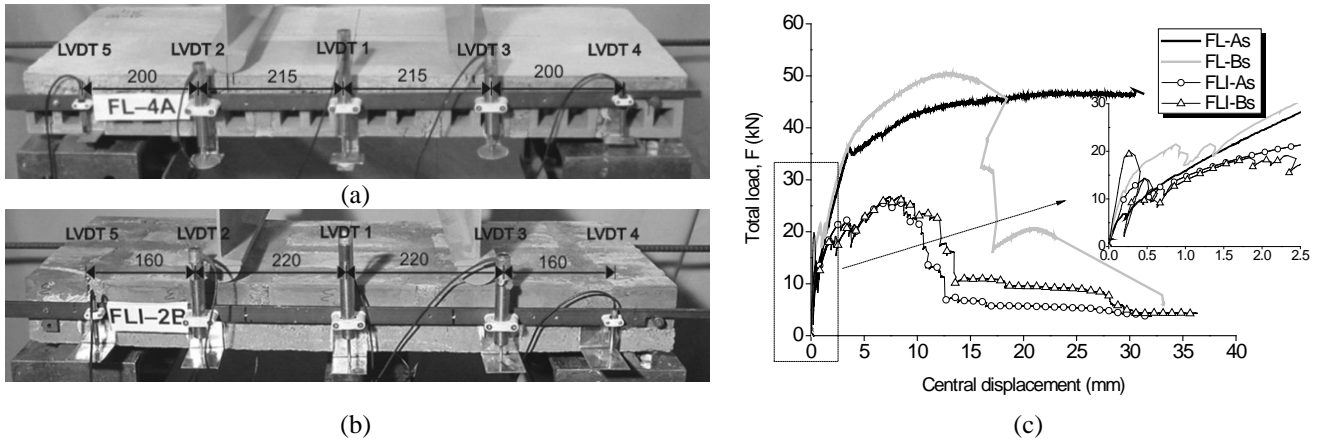 LVDT 5 LVDT 2 LVDT 1 LVDT 3 LVDT 4
200 215 215 200
FL–4A
(a)
LVDT 5 LVDT 2 LVDT 1 LVDT 3 LVDT 4
160 220 220 160
FLI–2B
(b)
Total load, F (kN)
60
50
40
30
20
10
0
0 5 10 15 20 25 30 35 40
Central displacement (mm)
FL-As
FL-Bs
FLI-As
FLI-Bs
30
20
10
0
0.0 0.5 1.0 1.5 2.0 2.5
(c)